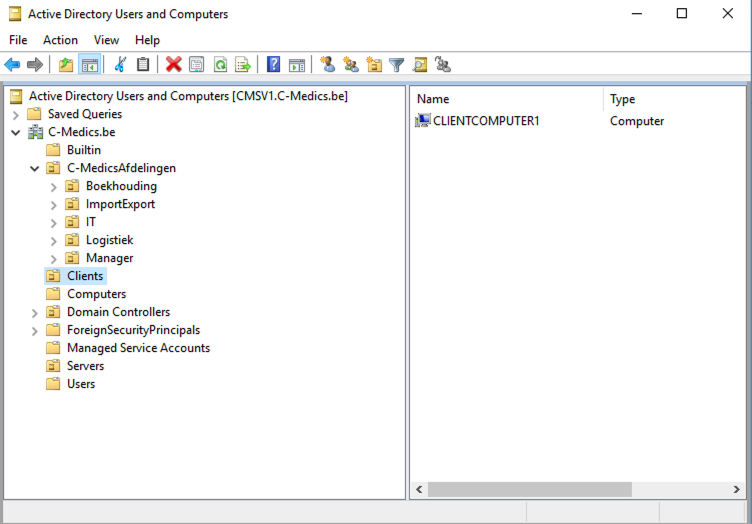 Active Directory Users and Computers
File Action View Help
Active Directory Users and Computers [CMSV1.C-Medics.be]
Saved Queries
C-Medics.be
Builtin
C-MedicsAfdelingen
Boekhouding
ImportExport
IT
Logistiek
Manager
Clients
Computers
Domain Controllers
ForeignSecurityPrincipals
Managed Service Accounts
Servers
Users
Name Type
CLIENTCOMPUTER1 Computer